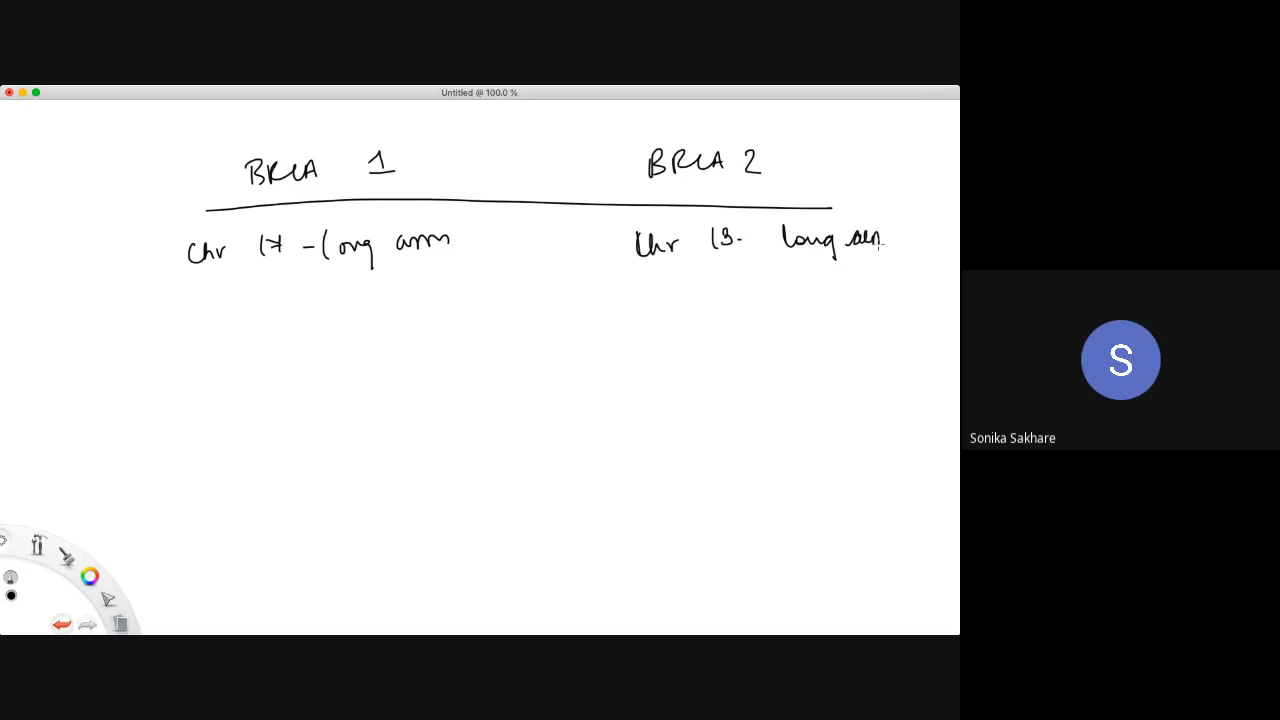 Untitled @ 100.0 %
BRCA 1 BRCA 2
Chr 17 - long arm Chr 13. long arm
S
Sonika Sakhare